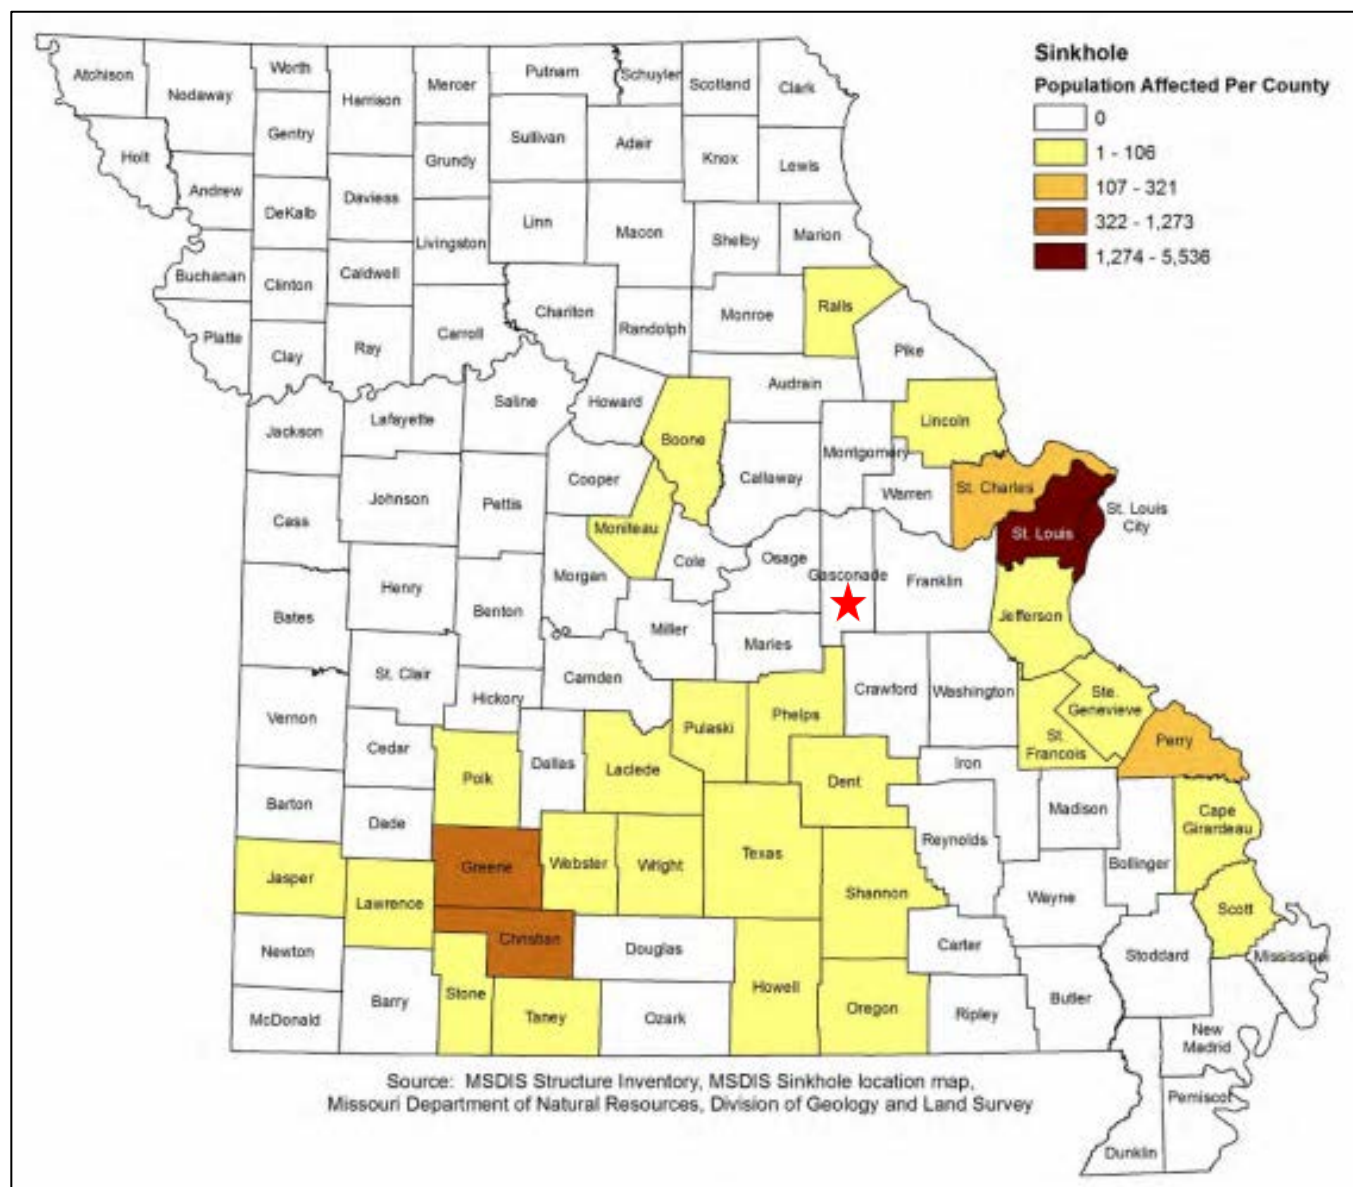 Sinkhole
Population Affected Per County
0
1 - 106
107 - 321
322 - 1,273
1,274 - 5,536
Atchison
Nodaway
Worth
Harrison
Mercer
Putnam
Schuyler
Scotland
Clark
Holt
Andrew
Gentry
Daviess
Grundy
Sullivan
Adair
Knox
Lewis
DeKalb
Livingston
Linn
Macon
Shelby
Marion
Buchanan
Clinton
Caldwell
Chariton
Randolph
Monroe
Ralls
Platte
Clay
Ray
Carroll
Pike
Audrain
Jackson
Lafayette
Saline
Howard
Boone
Callaway
Montgomery
Lincoln
Warren
St. Charles
St. Louis
St. Louis
City
Cass
Johnson
Pettis
Cooper
Moniteau
Cole
Osage
Gasconade
Franklin
Jefferson
Bates
Henry
Benton
Morgan
Miller
Maries
Crawford
Washington
Ste.
Genevieve
St.
Francois
Perry
Vernon
St. Clair
Hickory
Camden
Pulaski
Phelps
Dent
Iron
Cedar
Polk
Dallas
Laclede
Barton
Dade
Greene
Webster
Wright
Texas
Shannon
Reynolds
Madison
Bollinger
Cape
Girardeau
Jasper
Lawrence
Christian
Douglas
Carter
Wayne
Stoddard
Scott
Mississippi
Newton
McDonald
Barry
Stone
Taney
Ozark
Howell
Oregon
Ripley
Butler
New
Madrid
Pemiscot
Dunklin
Source: MSDIS Structure Inventory, MSDIS Sinkhole location map,
Missouri Department of Natural Resources, Division of Geology and Land Survey